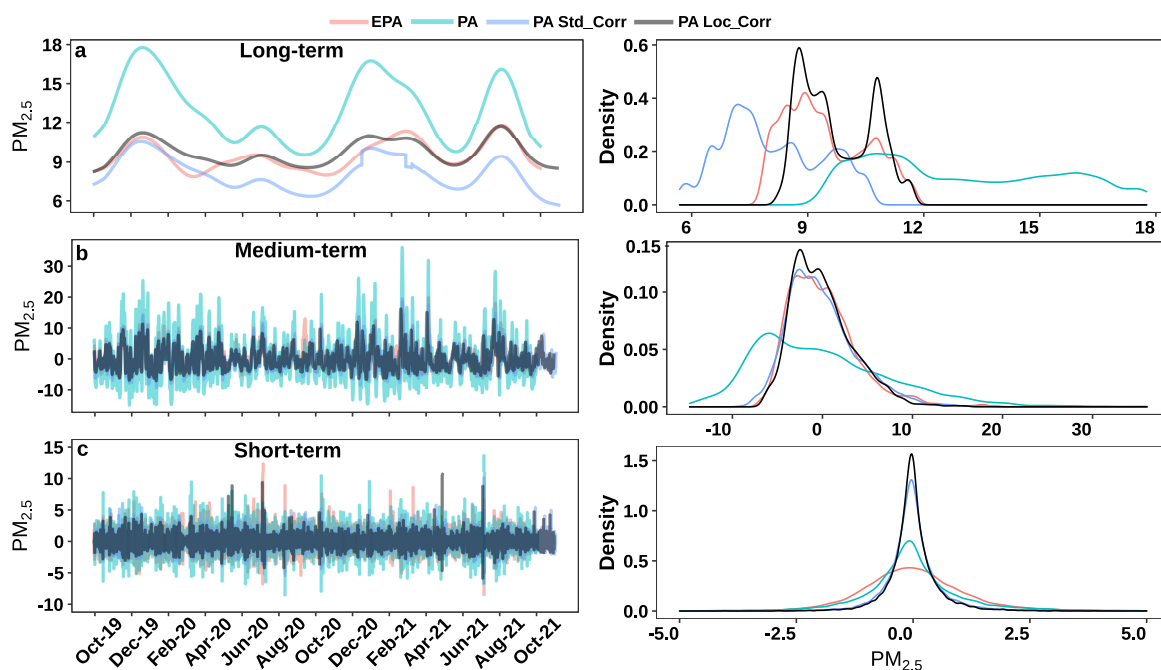 EPA PA PA Std_Corr PA Loc_Corr
a Long-term
PM2.5
18
15
12
9
6
Density
0.6
0.4
0.2
0.0
6 9 12 15 18
b Medium-term
PM2.5
30
20
10
0
-10
Density
0.15
0.10
0.05
0.00
-10 0 10 20 30
c Short-term
PM2.5
15
10
5
0
-5
-10
Oct-19 Dec-19 Feb-20 Apr-20 Jun-20 Aug-20 Oct-20 Dec-20 Feb-21 Apr-21 Jun-21 Aug-21 Oct-21
Density
1.5
1.0
0.5
0.0
-5.0 -2.5 0.0 2.5 5.0
PM2.5